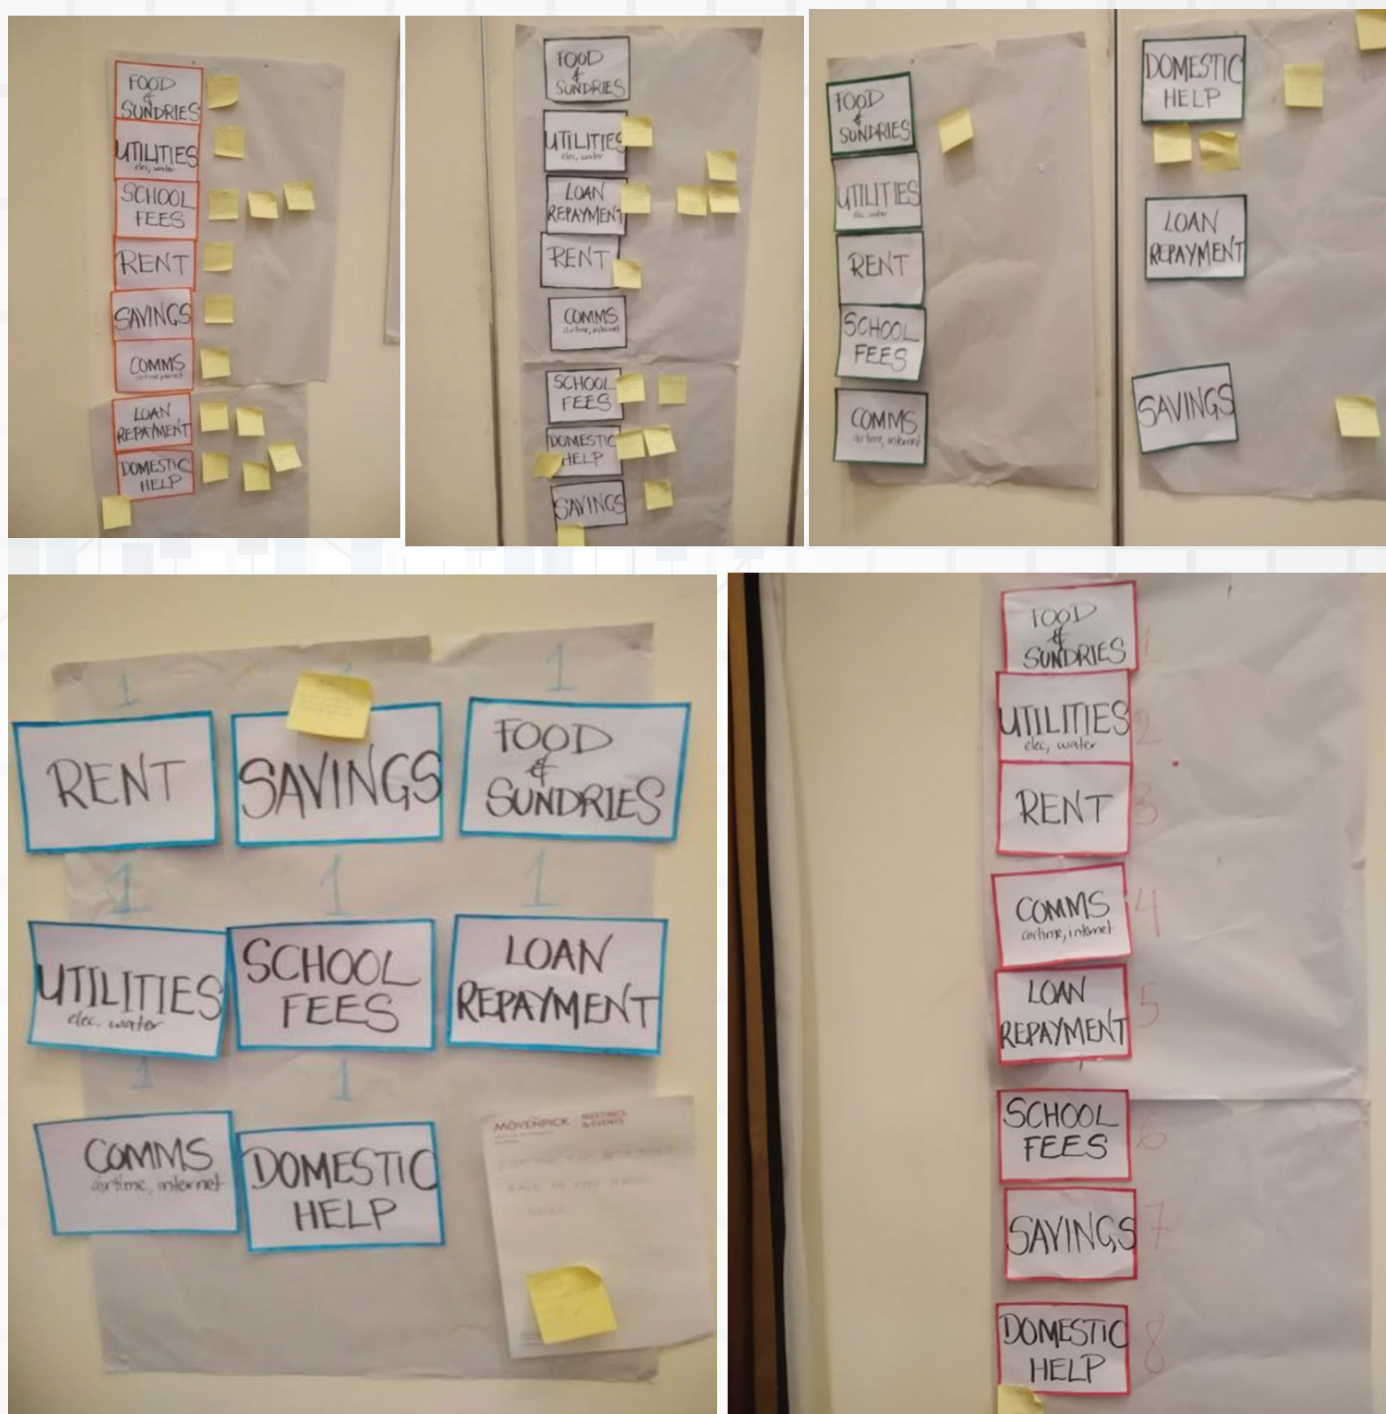 FOOD
&
SUNDRIES
UTILITIES
elec, water
SCHOOL
FEES
RENT
SAVINGS
COMMS
airtime, internet
LOAN
REPAYMENT
DOMESTIC
HELP
FOOD
&
SUNDRIES
UTILITIES
elec, water
LOAN
REPAYMENT
RENT
COMMS
airtime, internet
SCHOOL
FEES
DOMESTIC
HELP
SAVINGS
FOOD
&
SUNDRIES
UTILITIES
elec, water
RENT
SCHOOL
FEES
COMMS
airtime, internet
DOMESTIC
HELP
LOAN
REPAYMENT
SAVINGS
1
RENT
SAVINGS
1
FOOD
&
SUNDRIES
1
UTILITIES
elec, water
1
SCHOOL
FEES
1
LOAN
REPAYMENT
1
COMMS
airtime, internet
1
DOMESTIC
HELP
MÖVENPICK
MEETINGS
& EVENTS
FOOD
&
SUNDRIES 1
UTILITIES 2
elec, water
RENT 3
COMMS 4
airtime, internet
LOAN 5
REPAYMENT
SCHOOL
FEES 6
SAVINGS 7
DOMESTIC 8
HELP